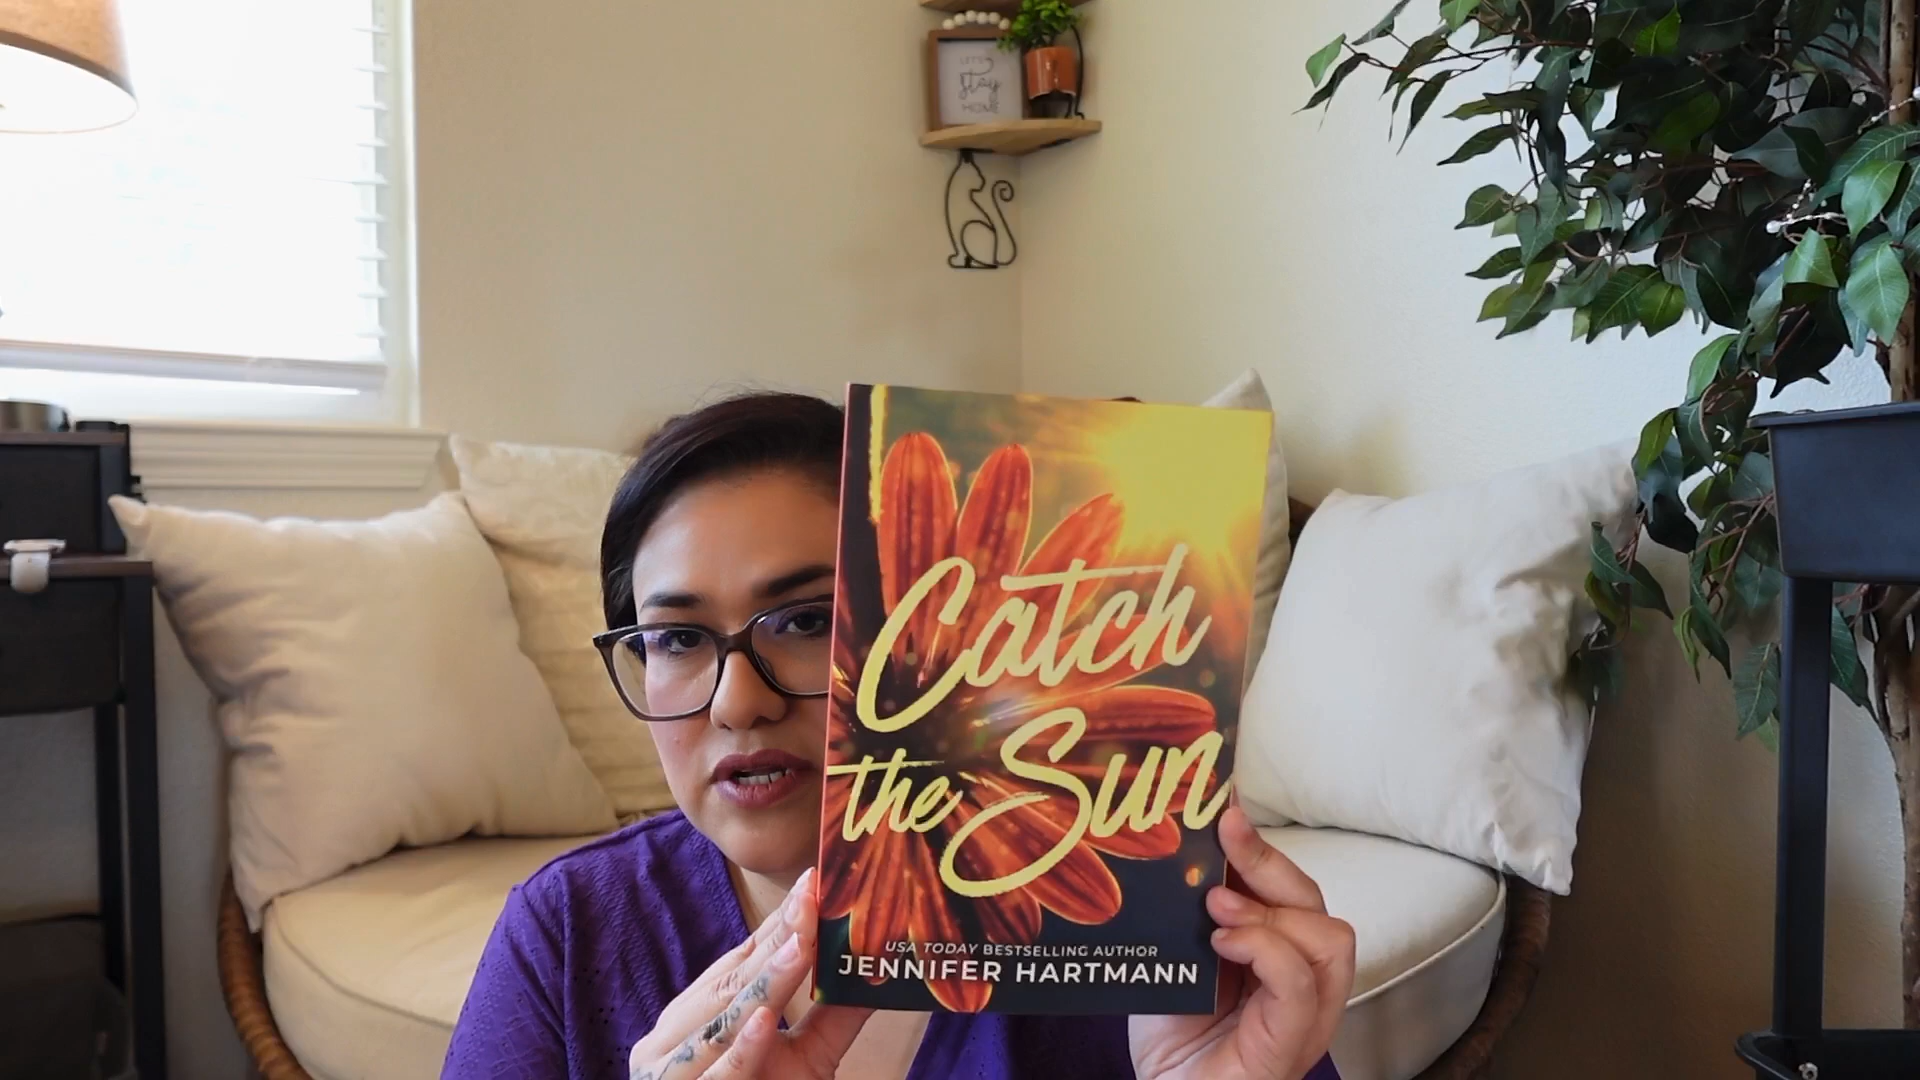 LET'S
stay
HOME
Catch
the Sun
USA TODAY BESTSELLING AUTHOR
JENNIFER HARTMANN